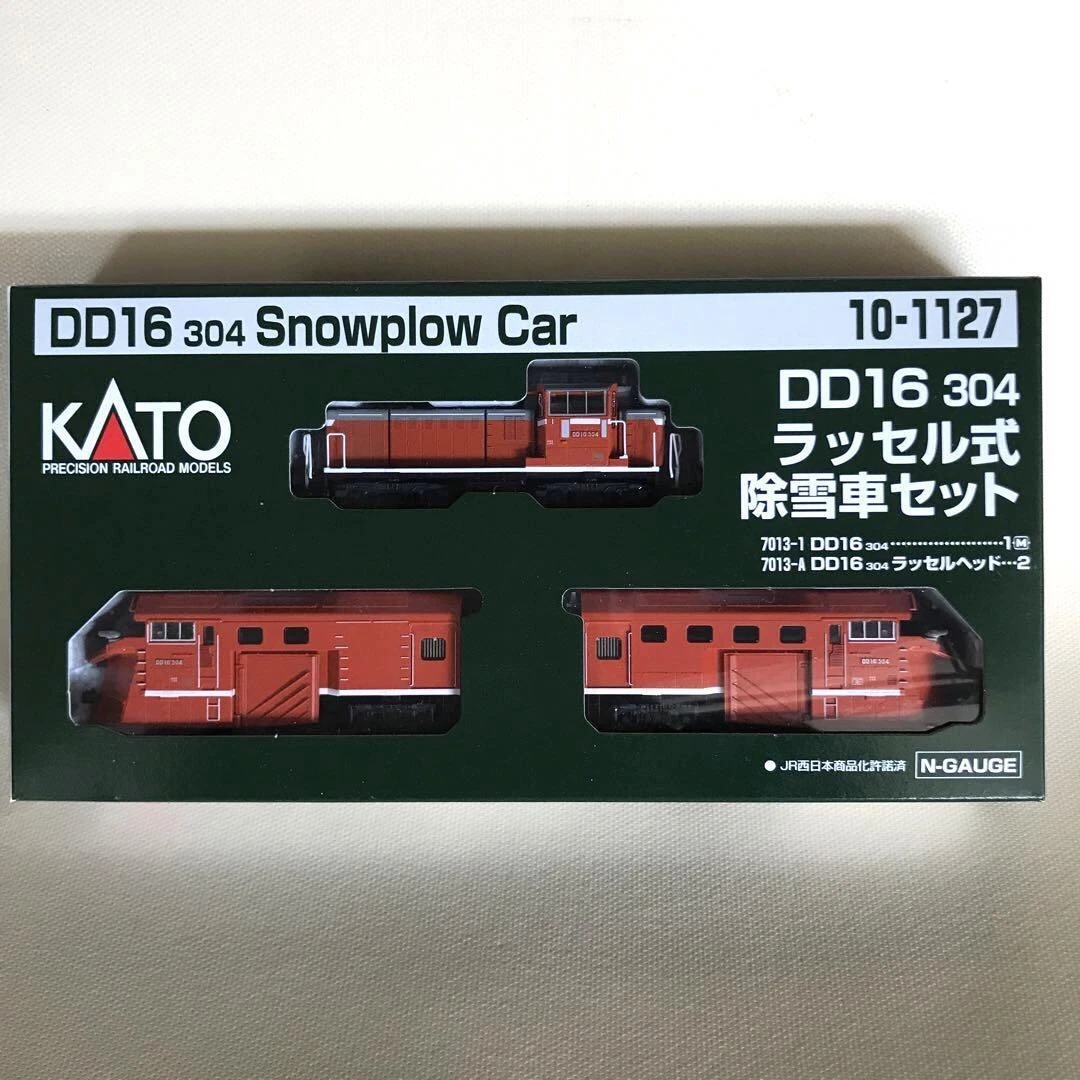 DD16 304 Snowplow Car
10-1127
KATO
PRECISION RAILROAD MODELS
DD16 304
DD16 304
ラッセル式
除雪車セット
7013-1 DD16 304 ……………………1 M
7013-A DD16 304 ラッセルヘッド…2
DD16 304
DD16 304
● JR西日本商品化許諾済
N-GAUGE